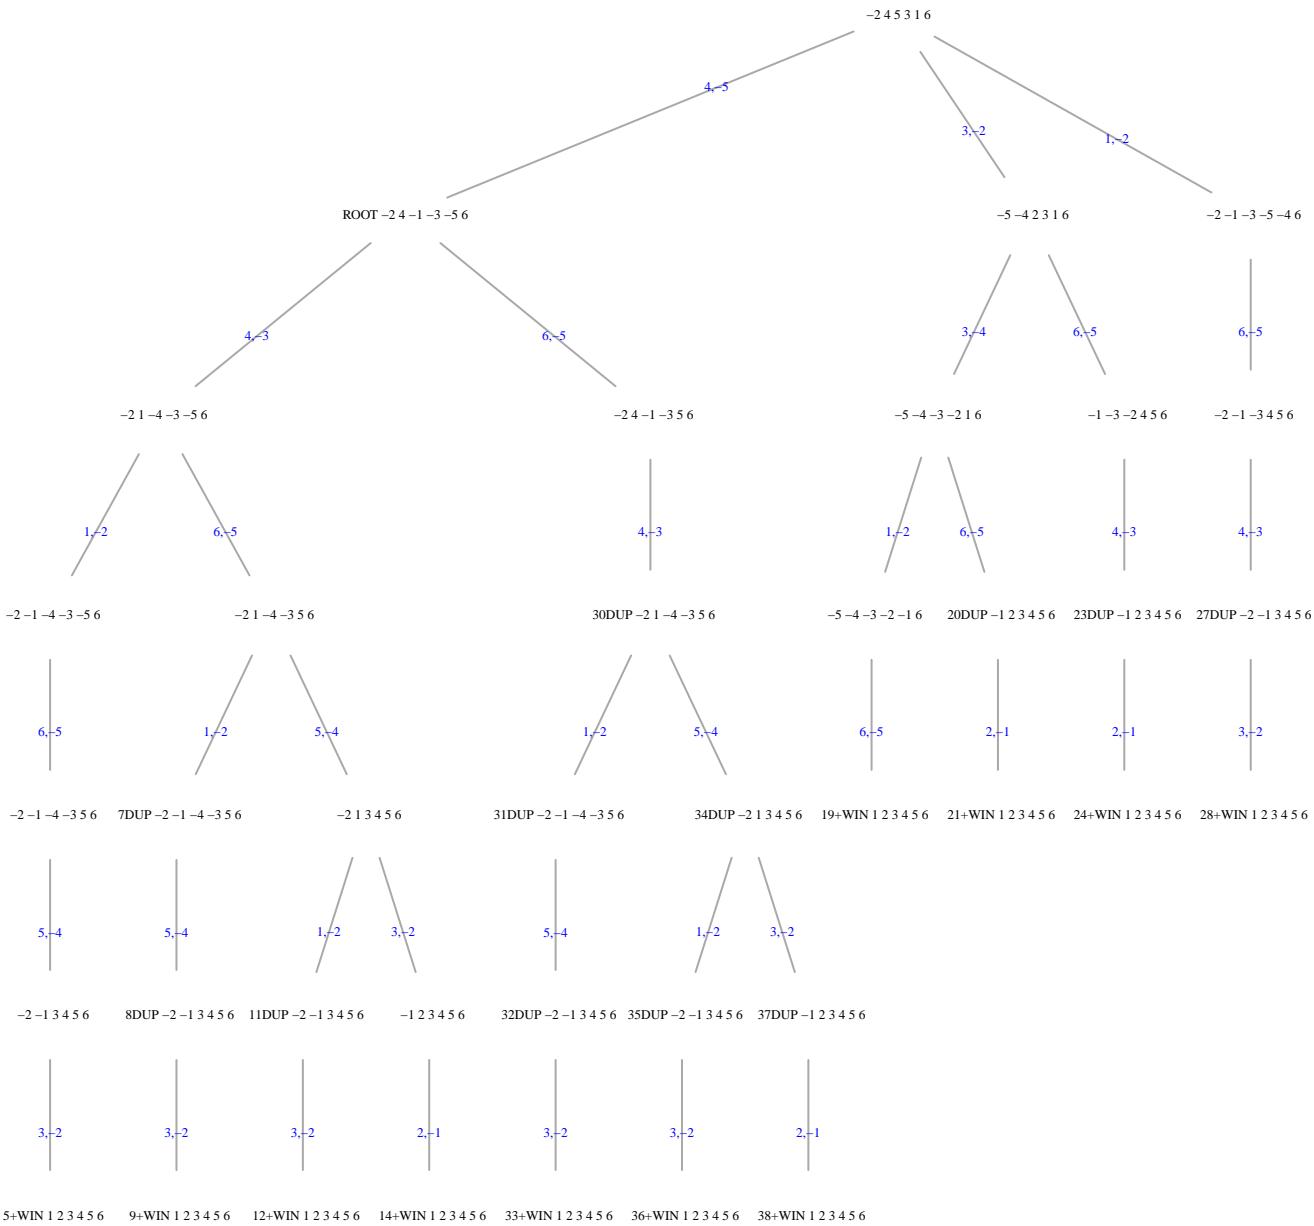 −2 4 5 3 1 6
4,−5
3,−2
1,−2
ROOT −2 4 −1 −3 −5 6
−5 −4 2 3 1 6
−2 −1 −3 −5 −4 6
4,−3
6,−5
3,−4
6,−5
6,−5
−2 1 −4 −3 −5 6
−2 4 −1 −3 5 6
−5 −4 −3 −2 1 6
−1 −3 −2 4 5 6
−2 −1 −3 4 5 6
1,−2
6,−5
4,−3
1,−2
6,−5
4,−3
4,−3
−2 −1 −4 −3 −5 6
−2 1 −4 −3 5 6
30DUP −2 1 −4 −3 5 6
−5 −4 −3 −2 −1 6
20DUP −1 2 3 4 5 6
23DUP −1 2 3 4 5 6
27DUP −2 −1 3 4 5 6
6,−5
1,−2
5,−4
1,−2
5,−4
6,−5
2,−1
2,−1
3,−2
−2 −1 −4 −3 5 6
7DUP −2 −1 −4 −3 5 6
−2 1 3 4 5 6
31DUP −2 −1 −4 −3 5 6
34DUP −2 1 3 4 5 6
19+WIN 1 2 3 4 5 6
21+WIN 1 2 3 4 5 6
24+WIN 1 2 3 4 5 6
28+WIN 1 2 3 4 5 6
5,−4
5,−4
1,−2
3,−2
5,−4
1,−2
3,−2
−2 −1 3 4 5 6
8DUP −2 −1 3 4 5 6
11DUP −2 −1 3 4 5 6
−1 2 3 4 5 6
32DUP −2 −1 3 4 5 6
35DUP −2 −1 3 4 5 6
37DUP −1 2 3 4 5 6
3,−2
3,−2
3,−2
2,−1
3,−2
3,−2
2,−1
5+WIN 1 2 3 4 5 6
9+WIN 1 2 3 4 5 6
12+WIN 1 2 3 4 5 6
14+WIN 1 2 3 4 5 6
33+WIN 1 2 3 4 5 6
36+WIN 1 2 3 4 5 6
38+WIN 1 2 3 4 5 6